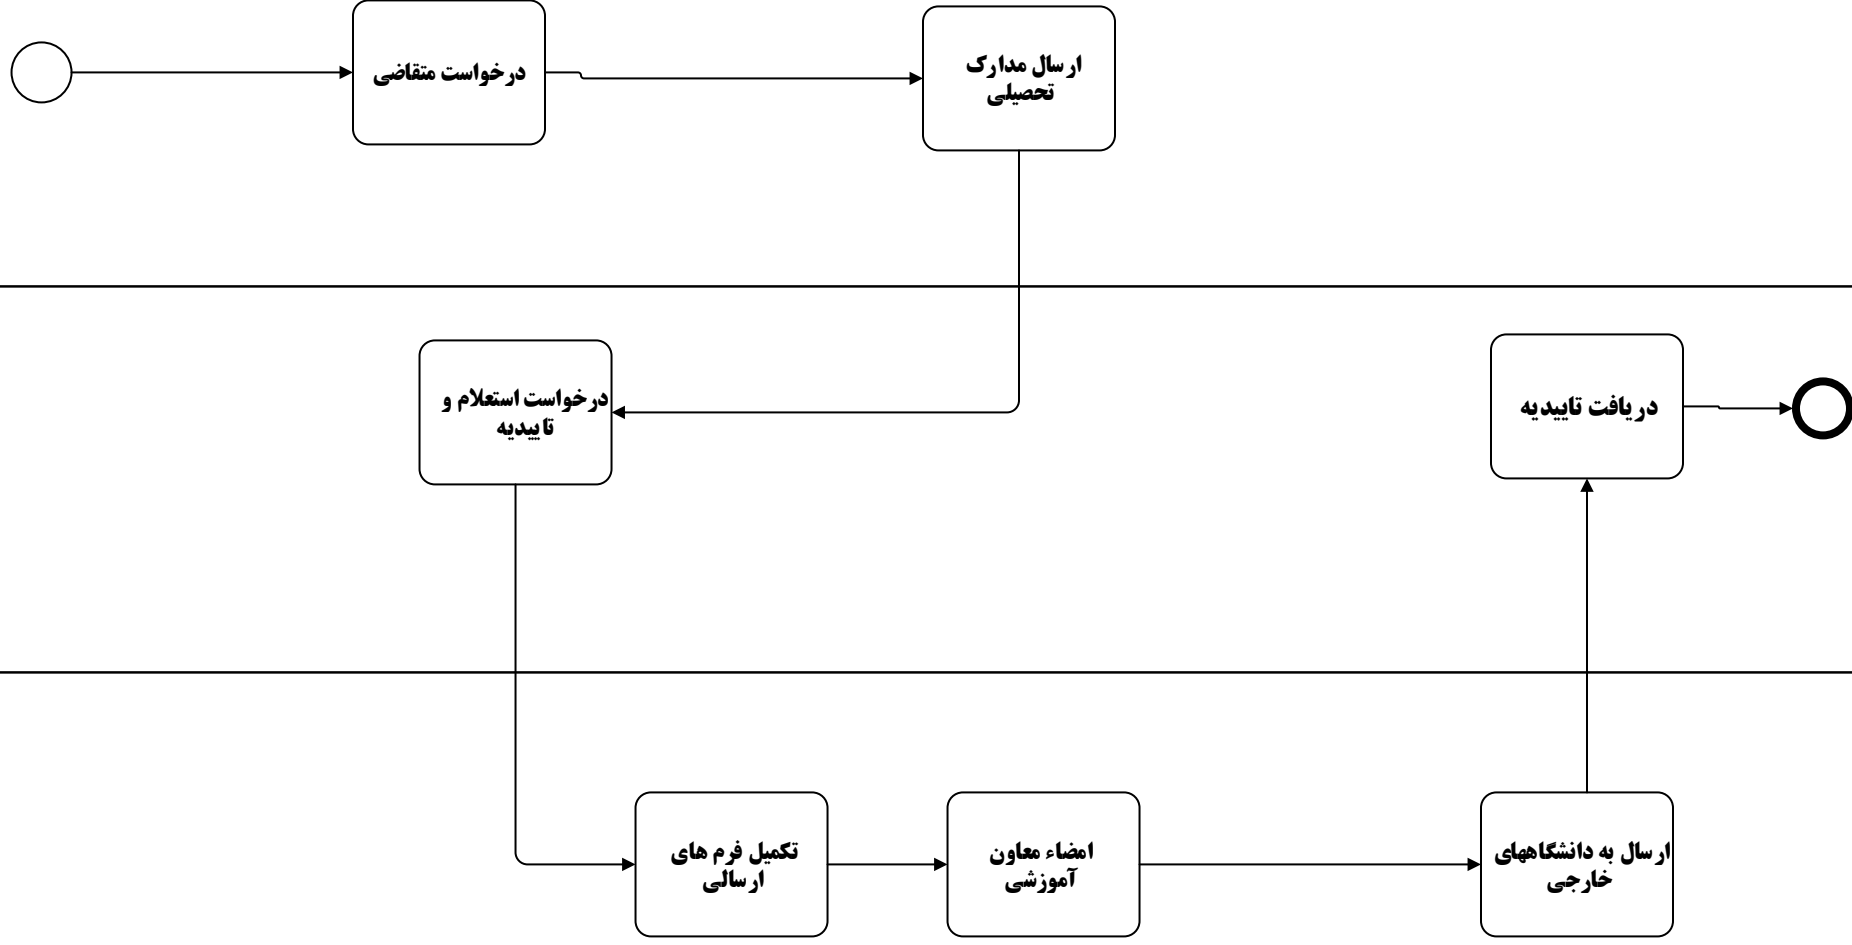 درخواست متقاضی
ارسال مدارک
تحصیلی
درخواست استعلام و
تاییدیه
دریافت تاییدیه
تکمیل فرم های
ارسالی
امضاء معاون
آموزشی
ارسال به دانشگاههای
خارجی